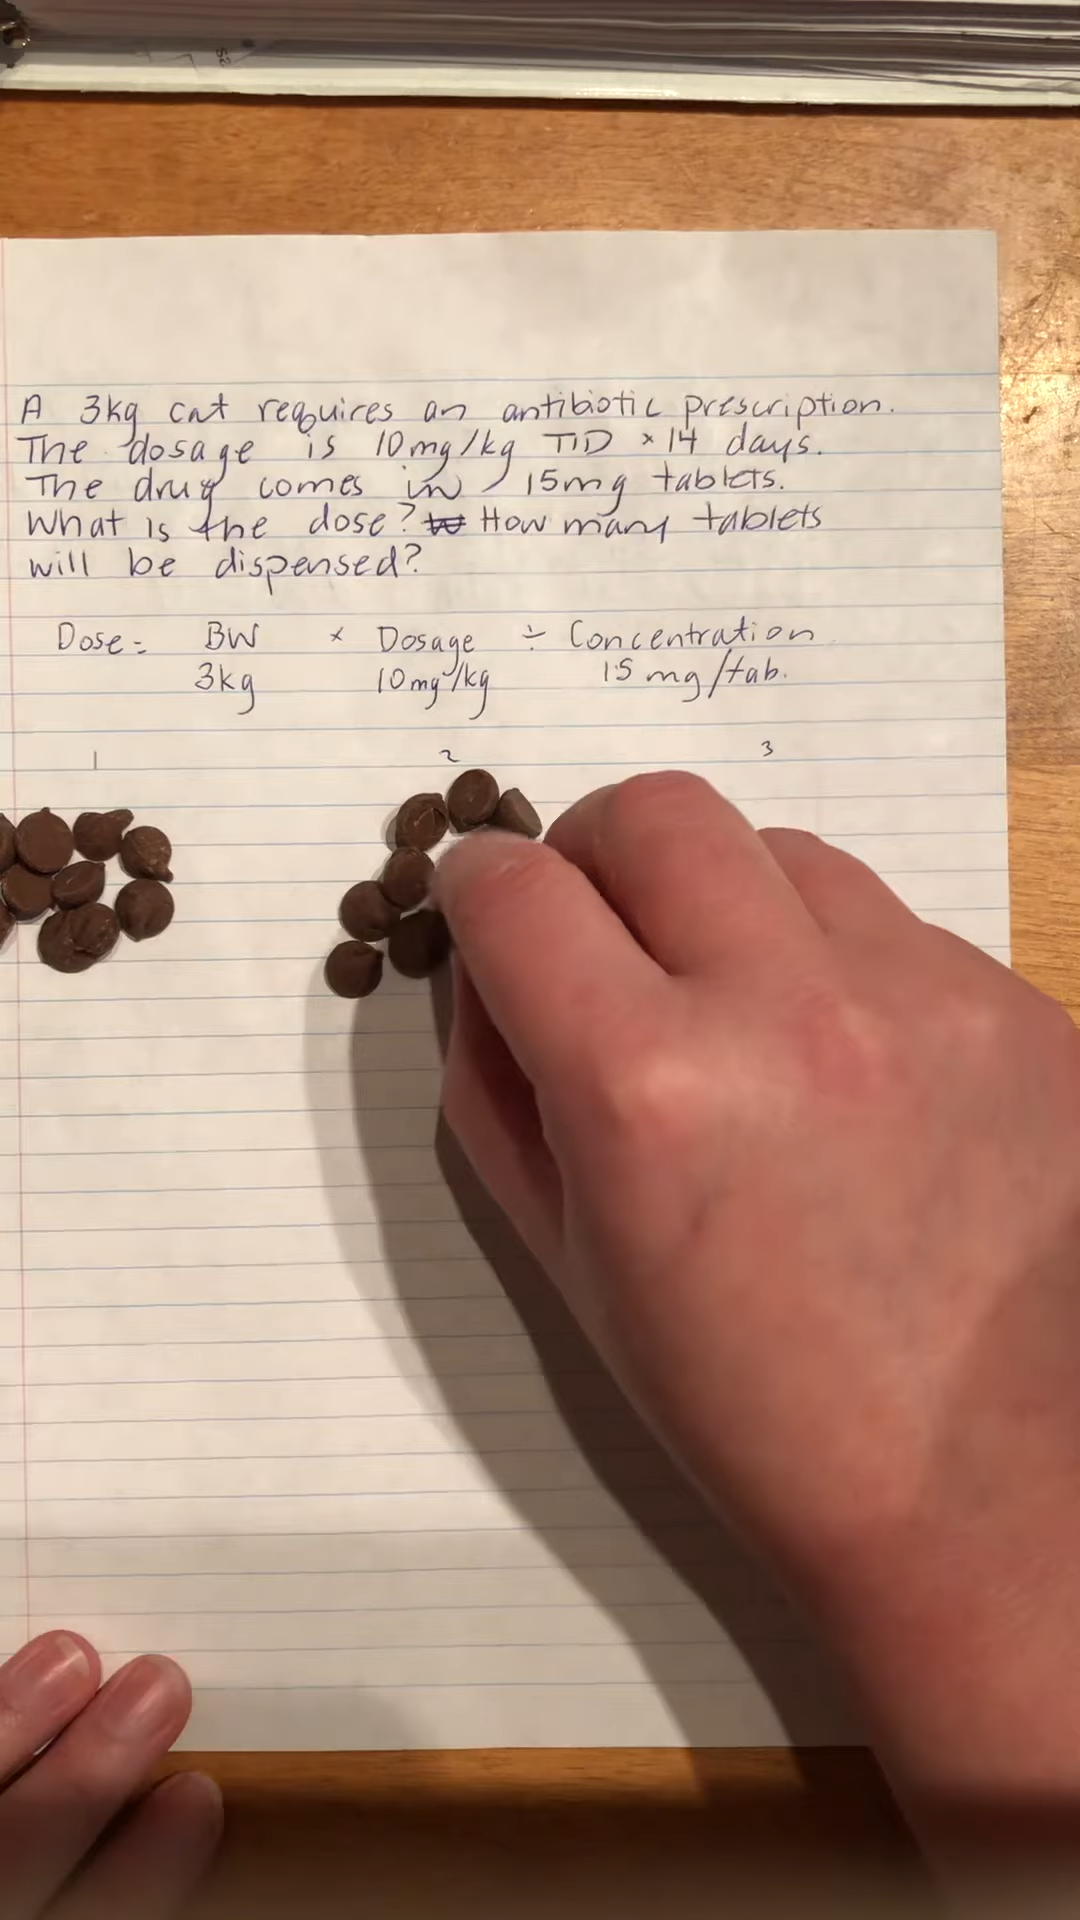 A 3kg cat requires an antibiotic prescription.
The dosage is 10mg/kg TID × 14 days.
The drug comes in 15mg tablets.
What is the dose? How many tablets
will be dispensed?
Dose = BW × Dosage ÷ Concentration
3kg 10mg/kg 15 mg/tab.
1 2 3